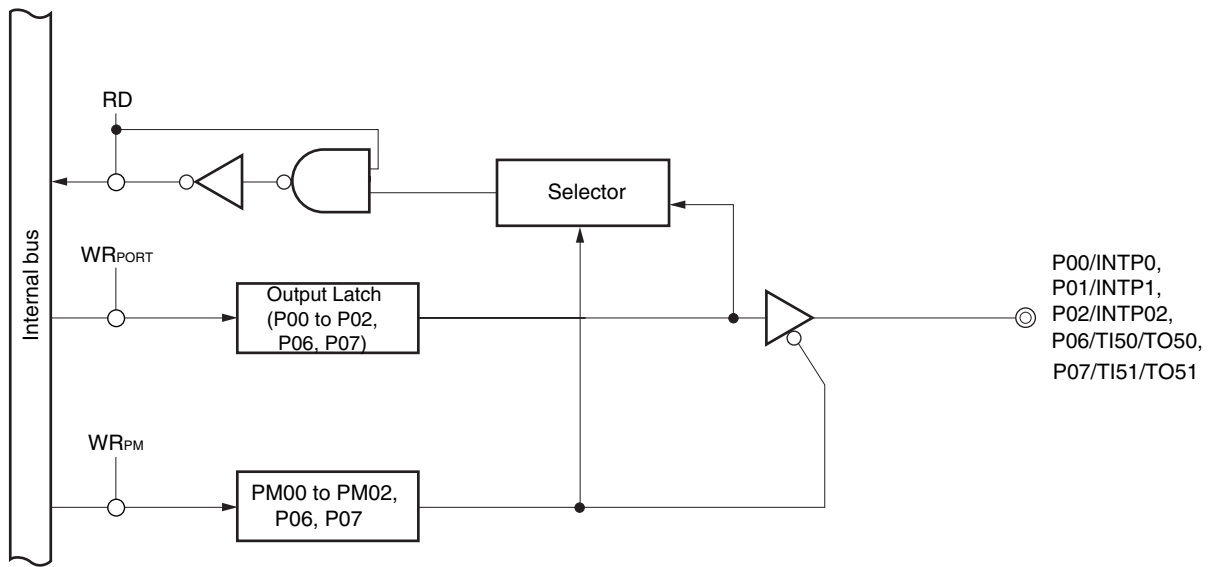 RD
Selector
Internal bus
WRPORT
Output Latch
(P00 to P02,
P06, P07)
P00/INTP0,
P01/INTP1,
P02/INTP02,
P06/TI50/TO50,
P07/TI51/TO51
WRPM
PM00 to PM02,
P06, P07